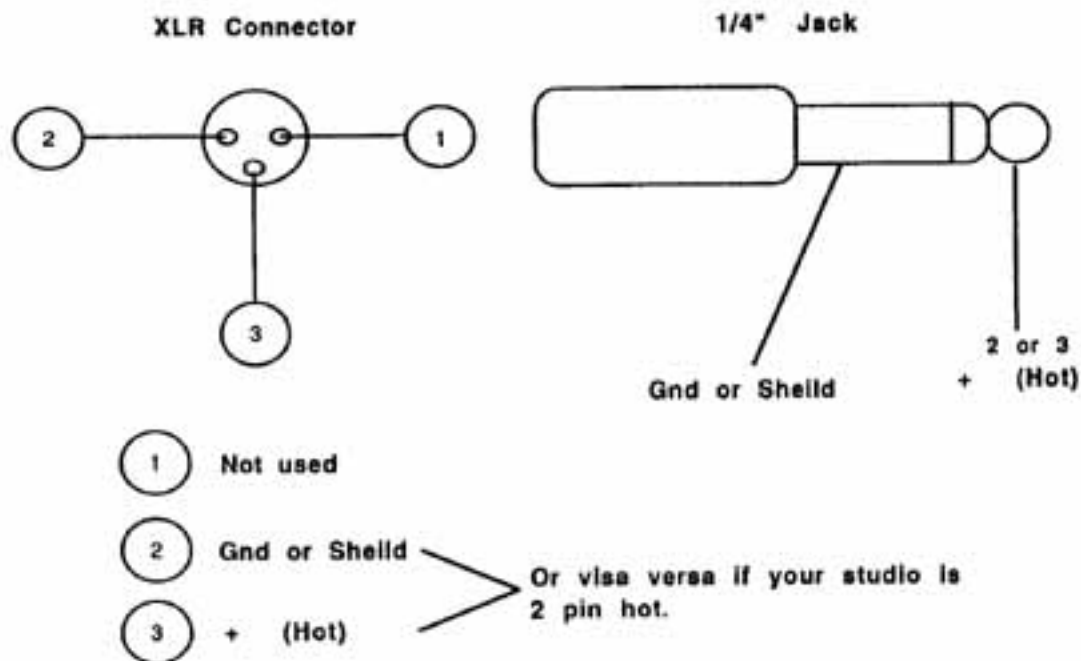 XLR Connector
1/4" Jack
2
1
3
2 or 3
Gnd or Sheild
+ (Hot)
1 Not used
2 Gnd or Sheild
Or visa versa if your studio is
2 pin hot.
3 + (Hot)